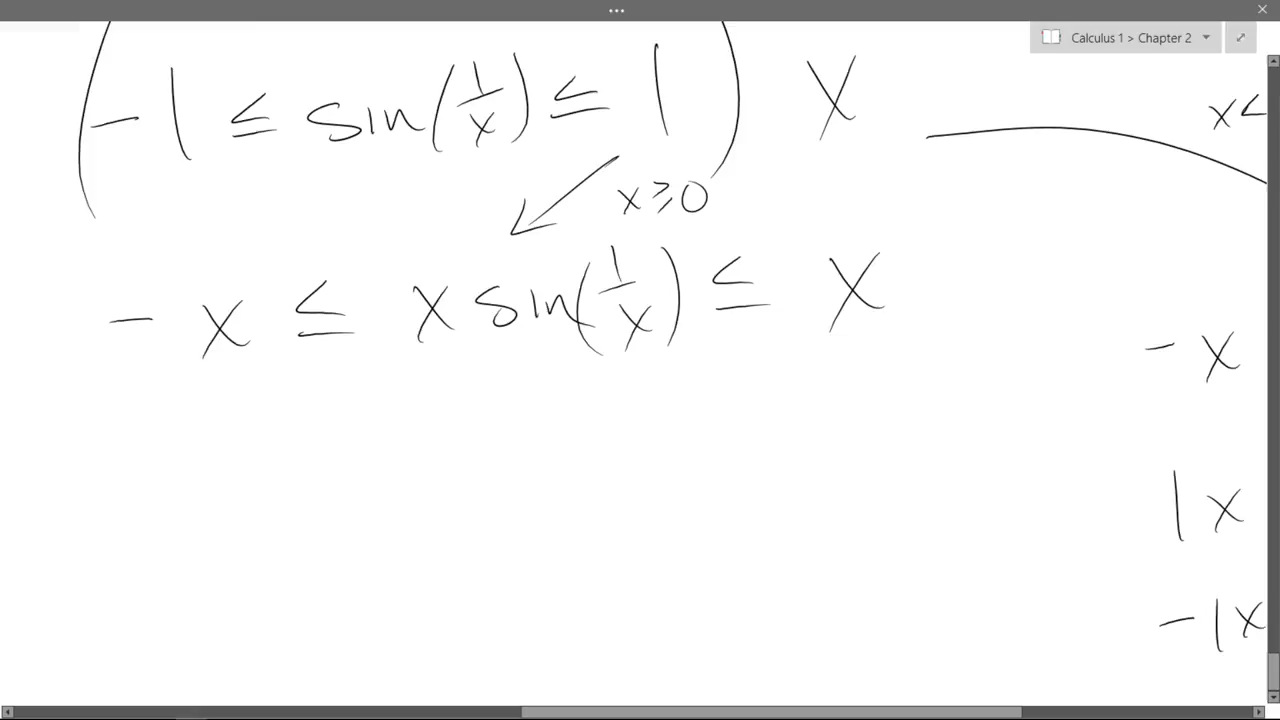 Calculus 1 > Chapter 2
(-1 ≤ sin(1/x) ≤ 1) x
x <
x ≥ 0
-x ≤ x sin(1/x) ≤ x
-x
|x
-|x